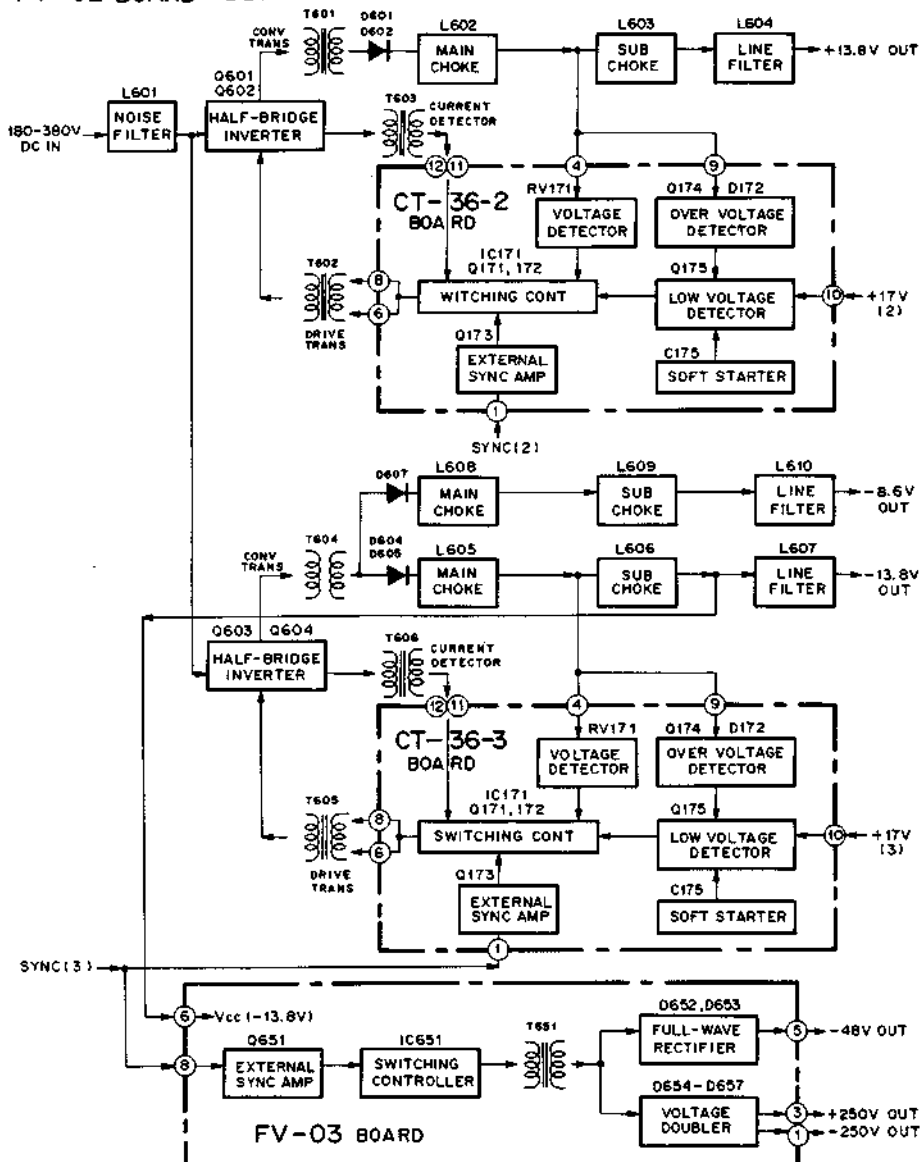 BOARD
T601
D601
D602
L602
L603
L604
CONV
TRANS
MAIN
CHOKE
SUB
CHOKE
LINE
FILTER
+13.8V OUT
Q601
Q602
L601
NOISE
FILTER
HALF-BRIDGE
INVERTER
T603
CURRENT
DETECTOR
180-380V
DC IN
12 11
4
9
CT-36-2
BOARD
RV171
Q174 D172
VOLTAGE
DETECTOR
OVER VOLTAGE
DETECTOR
IC171
Q171, 172
Q175
T602
8
6
WITCHING CONT
LOW VOLTAGE
DETECTOR
10
+17V
(2)
DRIVE
TRANS
Q173
EXTERNAL
SYNC AMP
C175
SOFT STARTER
1
SYNC(2)
D607
L608
L609
L610
MAIN
CHOKE
SUB
CHOKE
LINE
FILTER
-8.6V
OUT
T604
D604
D605
L605
L606
L607
CONV
TRANS
MAIN
CHOKE
SUB
CHOKE
LINE
FILTER
-13.8V
OUT
Q603 Q604
HALF-BRIDGE
INVERTER
T606
CURRENT
DETECTOR
12 11
4
9
CT-36-3
BOARD
RV171
Q174 D172
VOLTAGE
DETECTOR
OVER VOLTAGE
DETECTOR
IC171
Q171, 172
Q175
T605
8
6
SWITCHING CONT
LOW VOLTAGE
DETECTOR
10
+17V
(3)
DRIVE
TRANS
Q173
EXTERNAL
SYNC AMP
C175
SOFT STARTER
1
SYNC(3)
6
Vcc (-13.8V)
Q651
IC651
T651
D652, D653
8
EXTERNAL
SYNC AMP
SWITCHING
CONTROLLER
FULL-WAVE
RECTIFIER
5
-48V OUT
D654-D657
VOLTAGE
DOUBLER
3
+250V OUT
1
-250V OUT
FV-03 BOARD